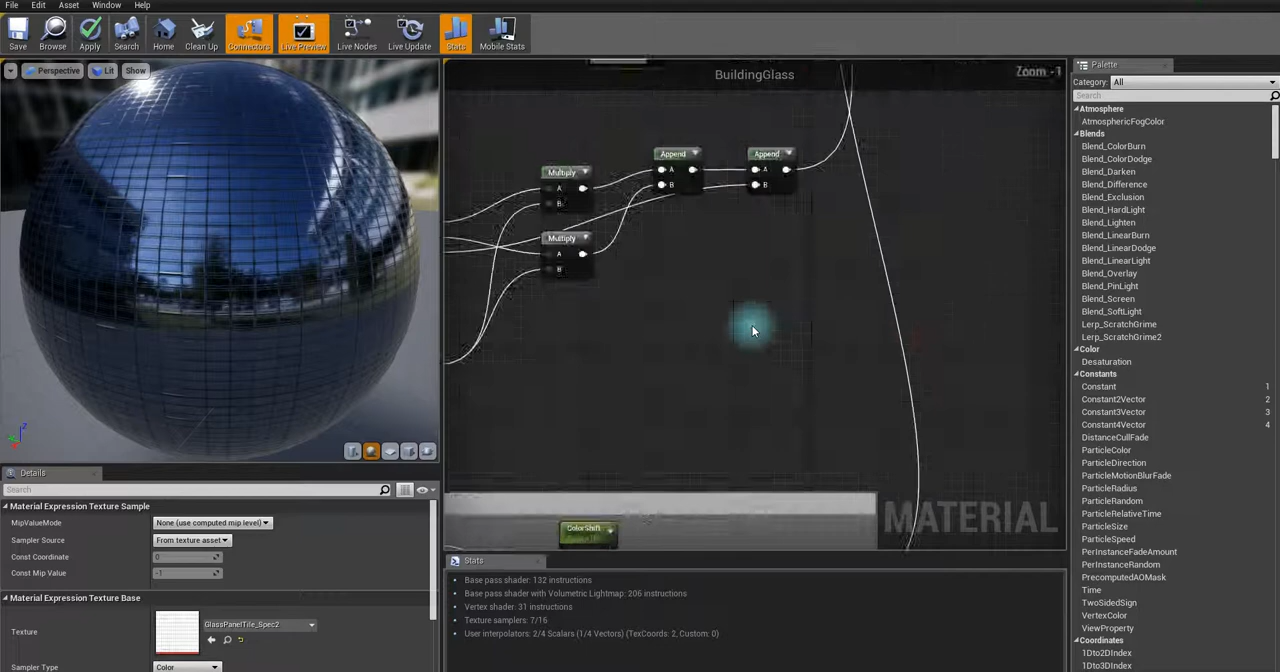 File Edit Asset Window Help
Save Browse Apply Search Home Clean Up Connectors Live Preview Live Nodes Live Update Stats Mobile Stats
Perspective Lit Show
BuildingGlass
Zoom -1
Append Append
A A
B B
Multiply
A
B
Multiply
A
B
ColorShift
MATERIAL
Palette
Category: All
Search
Atmosphere
AtmosphericFogColor
Blends
Blend_ColorBurn
Blend_ColorDodge
Blend_Darken
Blend_Difference
Blend_Exclusion
Blend_HardLight
Blend_Lighten
Blend_LinearBurn
Blend_LinearDodge
Blend_LinearLight
Blend_Overlay
Blend_PinLight
Blend_Screen
Blend_SoftLight
Lerp_ScratchGrime
Lerp_ScratchGrime2
Color
Desaturation
Constants
Constant 1
Constant2Vector 2
Constant3Vector 3
Constant4Vector 4
DistanceCullFade
ParticleColor
ParticleDirection
ParticleMotionBlurFade
ParticleRadius
ParticleRandom
ParticleRelativeTime
ParticleSize
ParticleSpeed
PerInstanceFadeAmount
PerInstanceRandom
PrecomputedAOMask
Time
TwoSidedSign
VertexColor
ViewProperty
Coordinates
1Dto2DIndex
1Dto3DIndex
Details
Search
Material Expression Texture Sample
MipValueMode None (use computed mip level)
Sampler Source From texture asset
Const Coordinate 0
Const Mip Value -1
Material Expression Texture Base
Texture GlassPanelTile_Spec2
Sampler Type Color
Stats
Base pass shader: 132 instructions
Base pass shader with Volumetric Lightmap: 206 instructions
Vertex shader: 31 instructions
Texture samplers: 7/16
User interpolators: 2/4 Scalars (1/4 Vectors) (TexCoords: 2, Custom: 0)